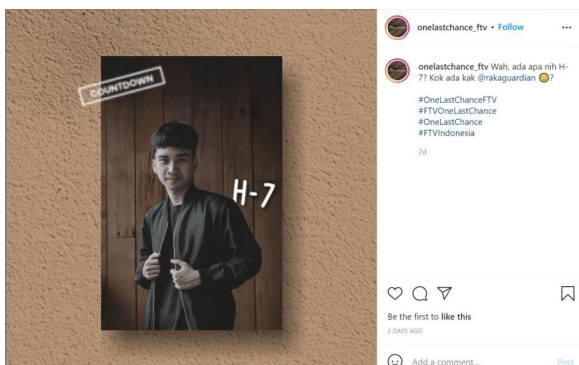 COUNTDOWN
H-7
onelastchance_ftv • Follow
onelastchance_ftv Wah, ada apa nih H-
7? Kok ada kak @rakaguardian 😳?
#OneLastChanceFTV
#FTVOneLastChance
#OneLastChance
#FTVIndonesia
2d
Be the first to like this
2 DAYS AGO
Add a comment...
Post